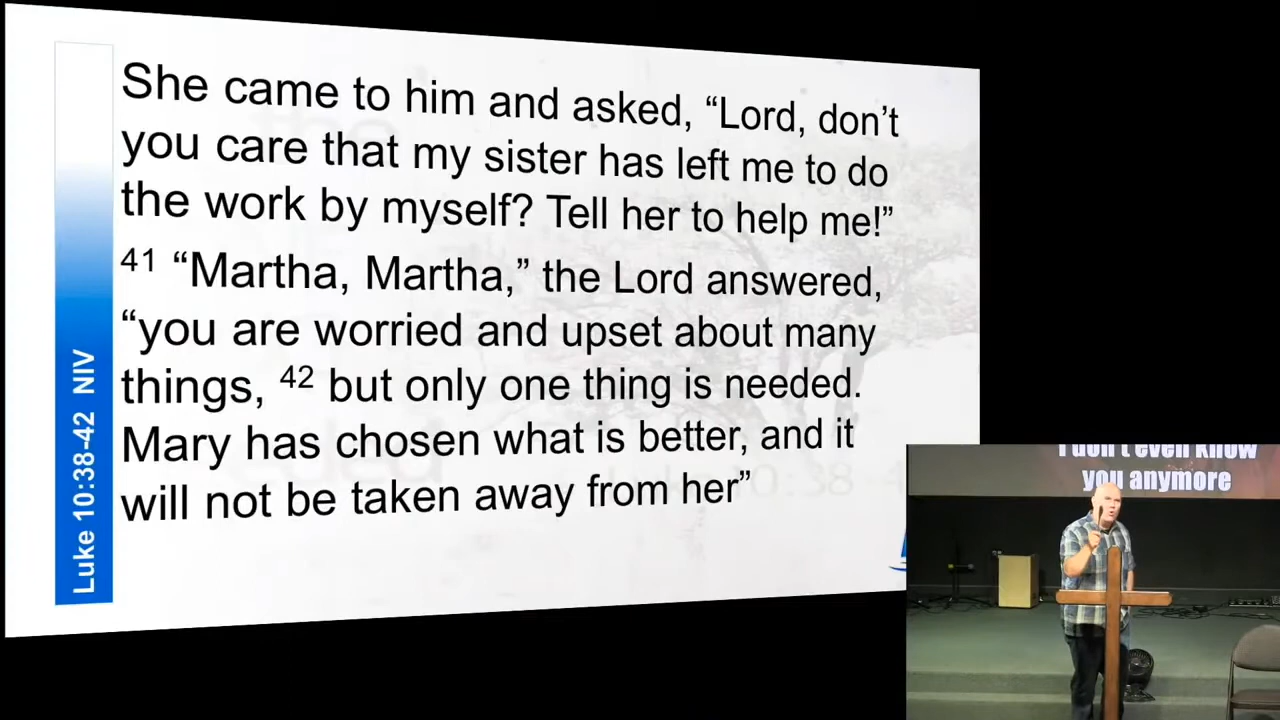 She came to him and asked, “Lord, don’t
you care that my sister has left me to do
the work by myself? Tell her to help me!”
41 “Martha, Martha,” the Lord answered,
“you are worried and upset about many
things, 42 but only one thing is needed.
Mary has chosen what is better, and it
will not be taken away from her”
Luke 10:38-42 NIV
I don't even know
you anymore